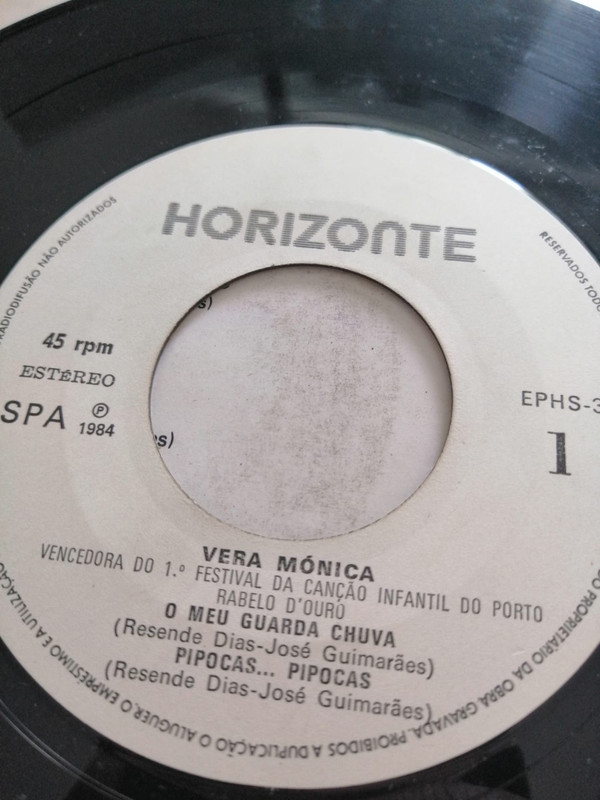 HORIZONTE
RADIODIFUSÃO NÃO AUTORIZADOS
RESERVADOS TODO
45 rpm
ESTÉREO
SPA ℗ 1984
EPHS-3
1
s)
s)
VERA MÓNICA
VENCEDORA DO 1.º FESTIVAL DA CANÇÃO INFANTIL DO PORTO
RABELO D'OURO
O MEU GUARDA CHUVA
(Resende Dias-José Guimarães)
PIPOCAS... PIPOCAS
(Resende Dias-José Guimarães)
DO PROPRIETÁRIO DA OBRA GRAVADA. PROIBIDOS A DUPLICAÇÃO O ALUGUER, O EMPRÉSTIMO E A UTILIZAÇÃO